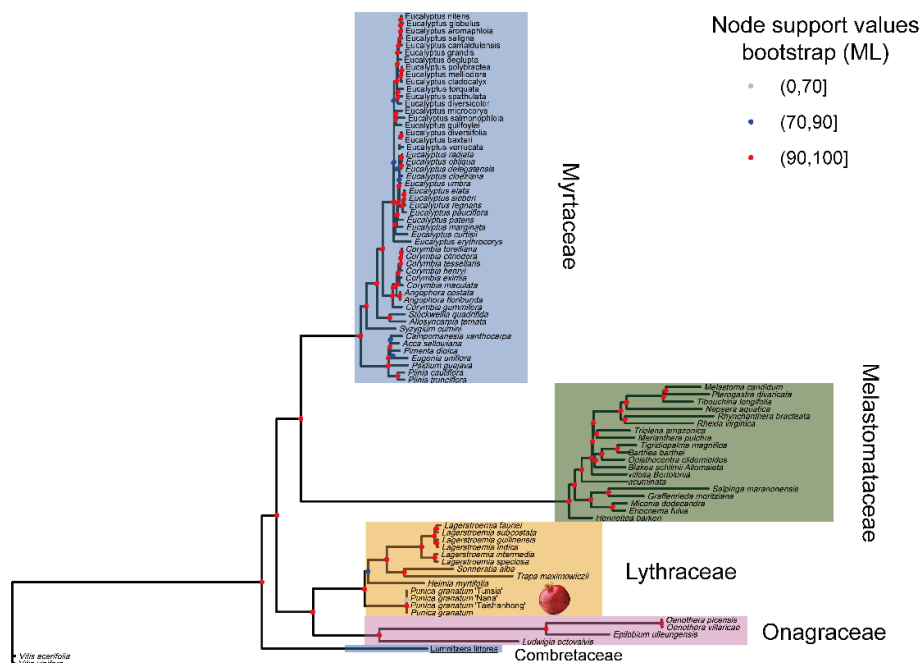 Node support values
bootstrap (ML)
(0,70]
(70,90]
(90,100]
Eucalyptus nitens
Eucalyptus globulus
Eucalyptus aromaphloia
Eucalyptus saligna
Eucalyptus camaldulensis
Eucalyptus grandis
Eucalyptus deglupta
Eucalyptus polybractea
Eucalyptus melliodora
Eucalyptus cladocalyx
Eucalyptus torquata
Eucalyptus spathulata
Eucalyptus diversicolor
Eucalyptus microcorys
Eucalyptus salmonophloia
Eucalyptus guilfoylei
Eucalyptus diversifolia
Eucalyptus baxteri
Eucalyptus verrucata
Eucalyptus radiata
Eucalyptus obliqua
Eucalyptus delegatensis
Eucalyptus cloeziana
Eucalyptus umbra
Eucalyptus elata
Eucalyptus sieberi
Eucalyptus regnans
Eucalyptus pauciflora
Eucalyptus patens
Eucalyptus marginata
Eucalyptus curtisii
Eucalyptus erythrocorys
Corymbia torelliana
Corymbia citriodora
Corymbia tessellaris
Corymbia henryi
Corymbia eximia
Corymbia maculata
Angophora costata
Angophora floribunda
Corymbia gummifera
Stockwellia quadrifida
Allosyncarpia ternata
Syzygium cumini
Campomanesia xanthocarpa
Acca sellowiana
Pimenta dioica
Eugenia uniflora
Psidium guajava
Plinia cauliflora
Plinia trunciflora
Myrtaceae
Melastoma candidum
Pterogastra divaricata
Tibouchina longifolia
Nepsera aquatica
Rhynchanthera bracteata
Rhexia virginica
Triolena amazonica
Merianthera pulchra
Tigridiopalma magnifica
Barthea barthei
Opisthocentra clidemioides
Blakea schlimii Allomaieta
villosa Bertolonia
acuminata
Salpinga maranonensis
Graffenrieda moritziana
Miconia dodecandra
Eriocnema fulva
Henriettea barkeri
Melastomataceae
Lagerstroemia fauriei
Lagerstroemia subcostata
Lagerstroemia guilinensis
Lagerstroemia indica
Lagerstroemia intermedia
Lagerstroemia speciosa
Sonneratia alba
Trapa maximowiczii
Heimia myrtifolia
Punica granatum 'Tunsia'
Punica granatum 'Nana'
Punica granatum 'Taishanhong'
Punica granatum
Lythraceae
Oenothera picensis
Oenothera villaricae
Epilobium ulleungensis
Ludwigia octovalvis
Onagraceae
Lumnitzera littorea
Combretaceae
Vitis acerifolia
Vitis vinifera